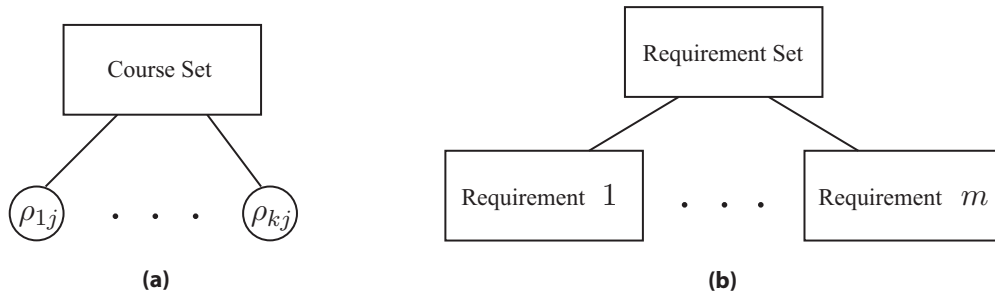 Course Set
ρ1j . . . ρkj
(a)
Requirement Set
Requirement 1 . . . Requirement m
(b)